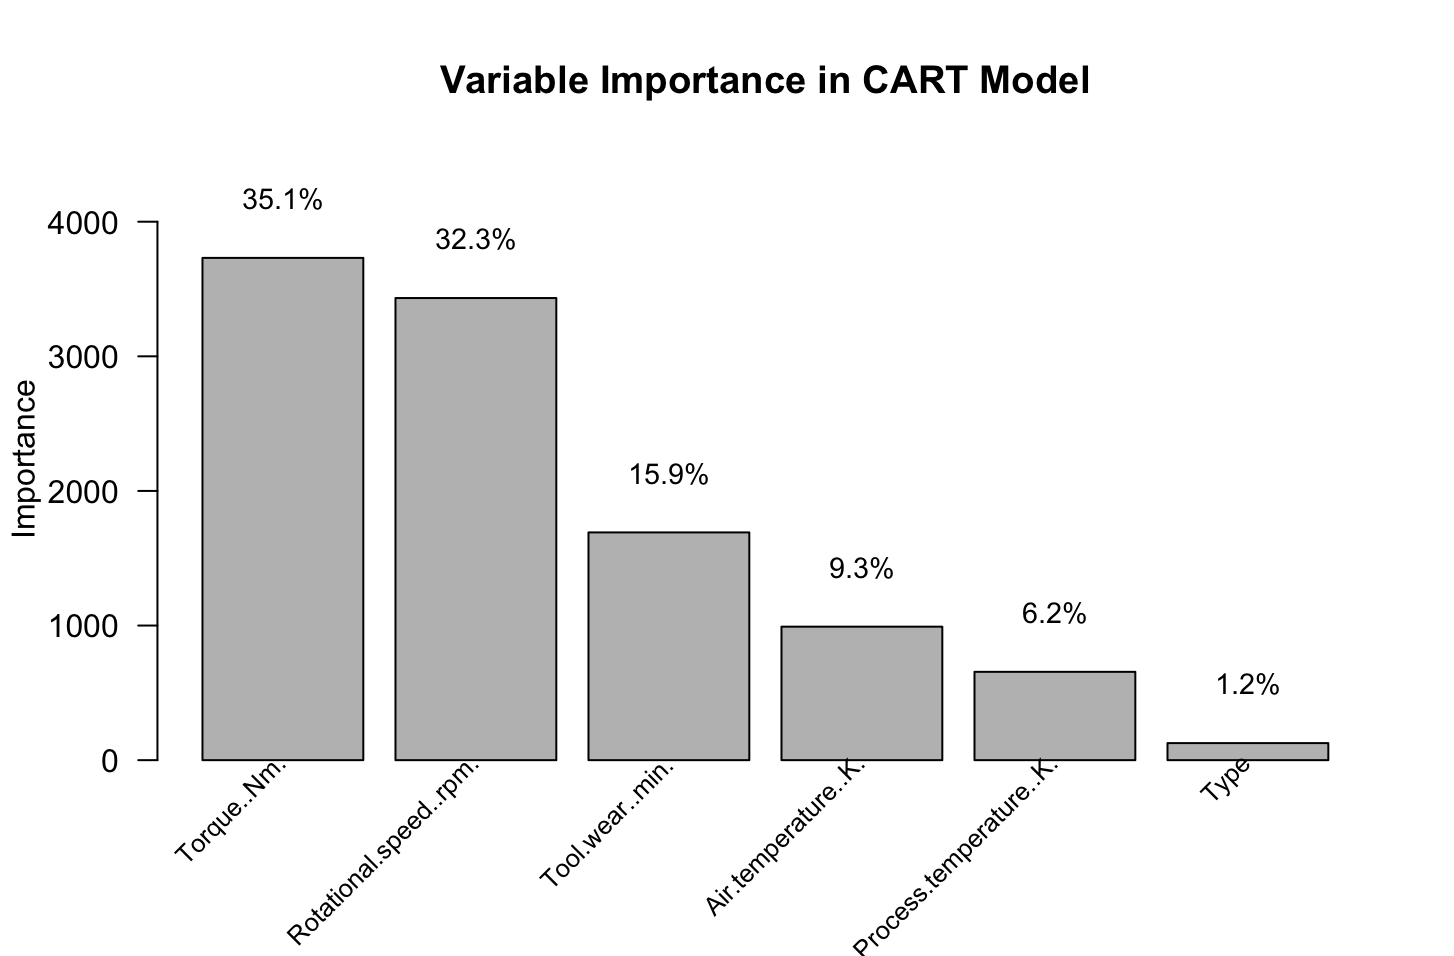 Variable Importance in CART Model
Importance
4000
3000
2000
1000
0
35.1%
32.3%
15.9%
9.3%
6.2%
1.2%
Torque..Nm.
Rotational.speed..rpm.
Tool.wear..min.
Air.temperature..K.
Process.temperature..K.
Type